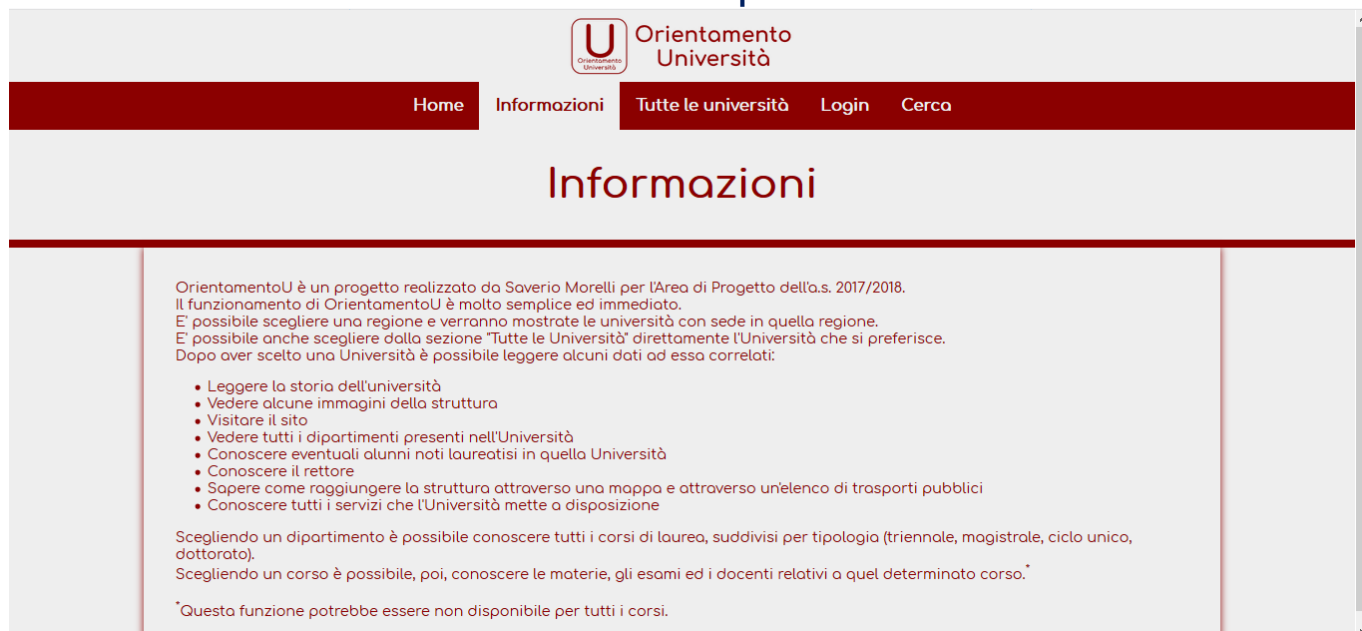 U
Orientamento
Università
Orientamento
Università
Home Informazioni Tutte le università Login Cerca
Informazioni
OrientamentoU è un progetto realizzato da Saverio Morelli per l'Area di Progetto dell'a.s. 2017/2018.
Il funzionamento di OrientamentoU è molto semplice ed immediato.
E' possibile scegliere una regione e verranno mostrate le università con sede in quella regione.
E' possibile anche scegliere dalla sezione "Tutte le Università" direttamente l'Università che si preferisce.
Dopo aver scelto una Università è possibile leggere alcuni dati ad essa correlati:
• Leggere la storia dell'università
• Vedere alcune immagini della struttura
• Visitare il sito
• Vedere tutti i dipartimenti presenti nell'Università
• Conoscere eventuali alunni noti laureatisi in quella Università
• Conoscere il rettore
• Sapere come raggiungere la struttura attraverso una mappa e attraverso un'elenco di trasporti pubblici
• Conoscere tutti i servizi che l'Università mette a disposizione
Scegliendo un dipartimento è possibile conoscere tutti i corsi di laurea, suddivisi per tipologia (triennale, magistrale, ciclo unico,
dottorato).
Scegliendo un corso è possibile, poi, conoscere le materie, gli esami ed i docenti relativi a quel determinato corso.*
*Questa funzione potrebbe essere non disponibile per tutti i corsi.